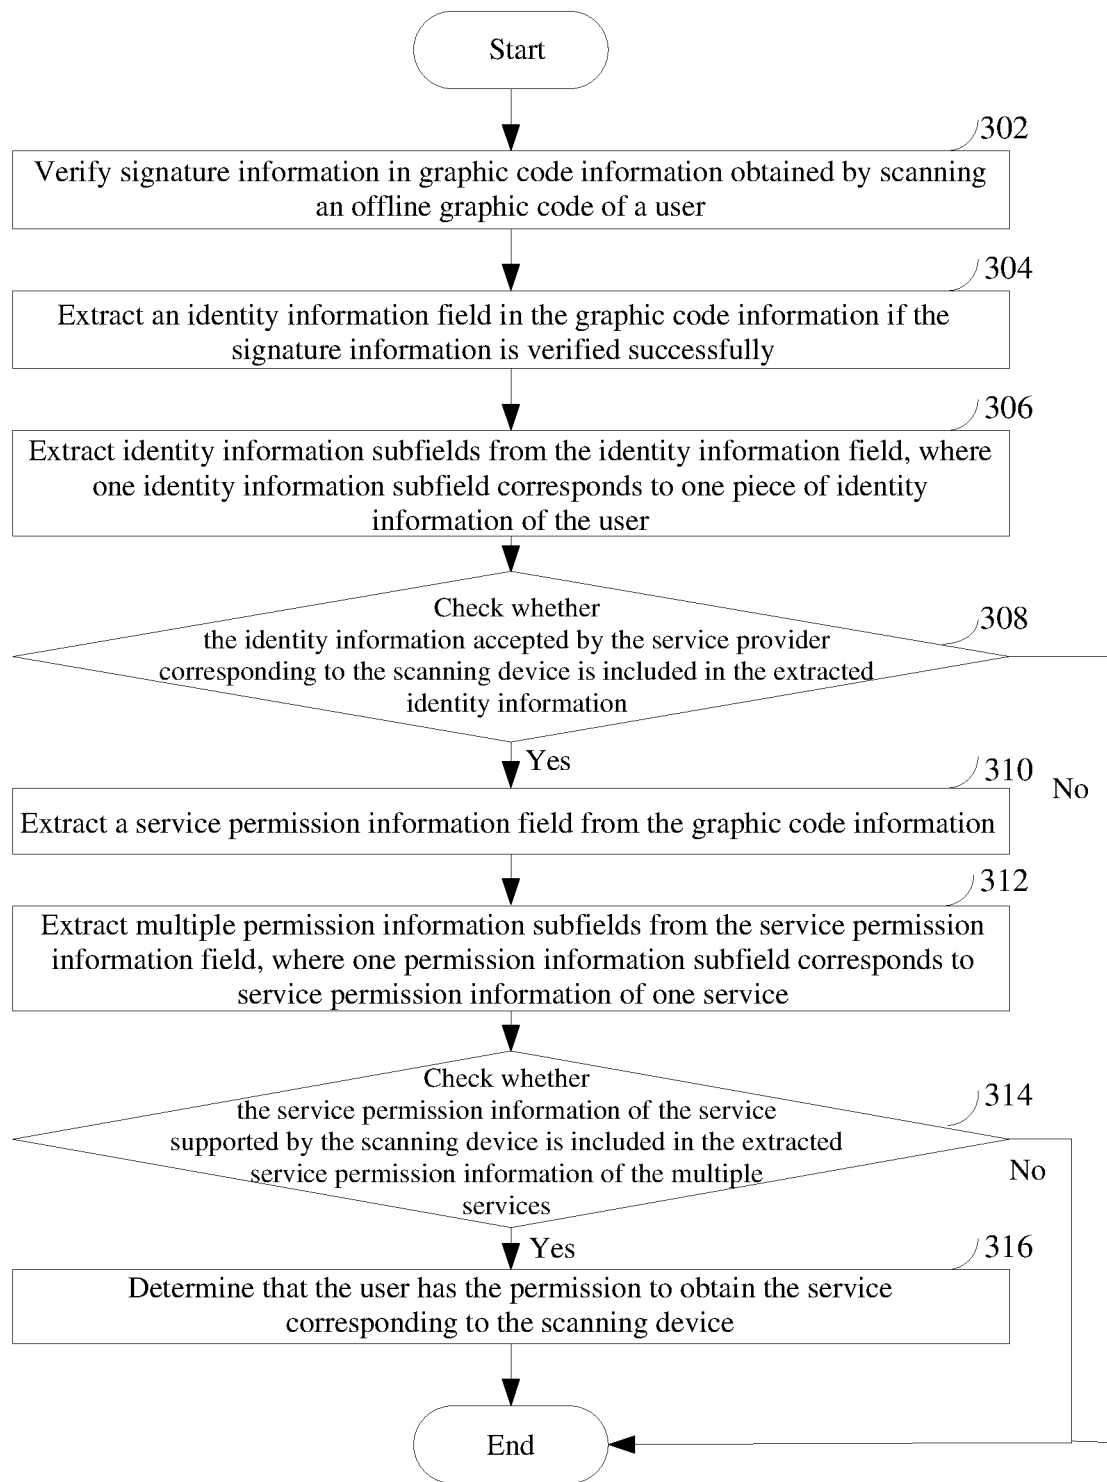 Start
302
Verify signature information in graphic code information obtained by scanning
an offline graphic code of a user
304
Extract an identity information field in the graphic code information if the
signature information is verified successfully
306
Extract identity information subfields from the identity information field, where
one identity information subfield corresponds to one piece of identity
information of the user
Check whether
the identity information accepted by the service provider
corresponding to the scanning device is included in the extracted
identity information
308
Yes
No
310
Extract a service permission information field from the graphic code information
312
Extract multiple permission information subfields from the service permission
information field, where one permission information subfield corresponds to
service permission information of one service
Check whether
the service permission information of the service
supported by the scanning device is included in the extracted
service permission information of the multiple
services
314
No
Yes
316
Determine that the user has the permission to obtain the service
corresponding to the scanning device
End